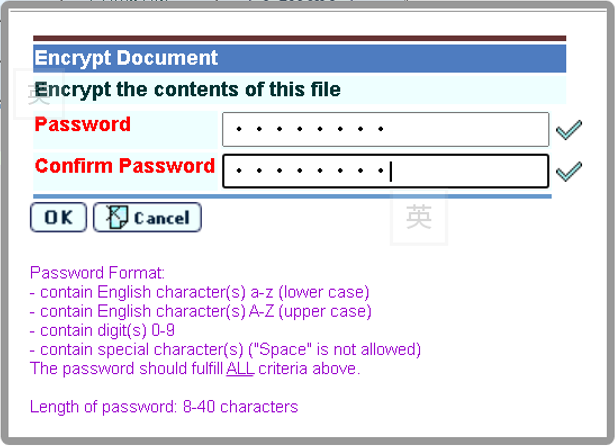 Encrypt Document
Encrypt the contents of this file
Password
Confirm Password
OK Cancel
英
英
Password Format:
- contain English character(s) a-z (lower case)
- contain English character(s) A-Z (upper case)
- contain digit(s) 0-9
- contain special character(s) ("Space" is not allowed)
The password should fulfill ALL criteria above.
Length of password: 8-40 characters